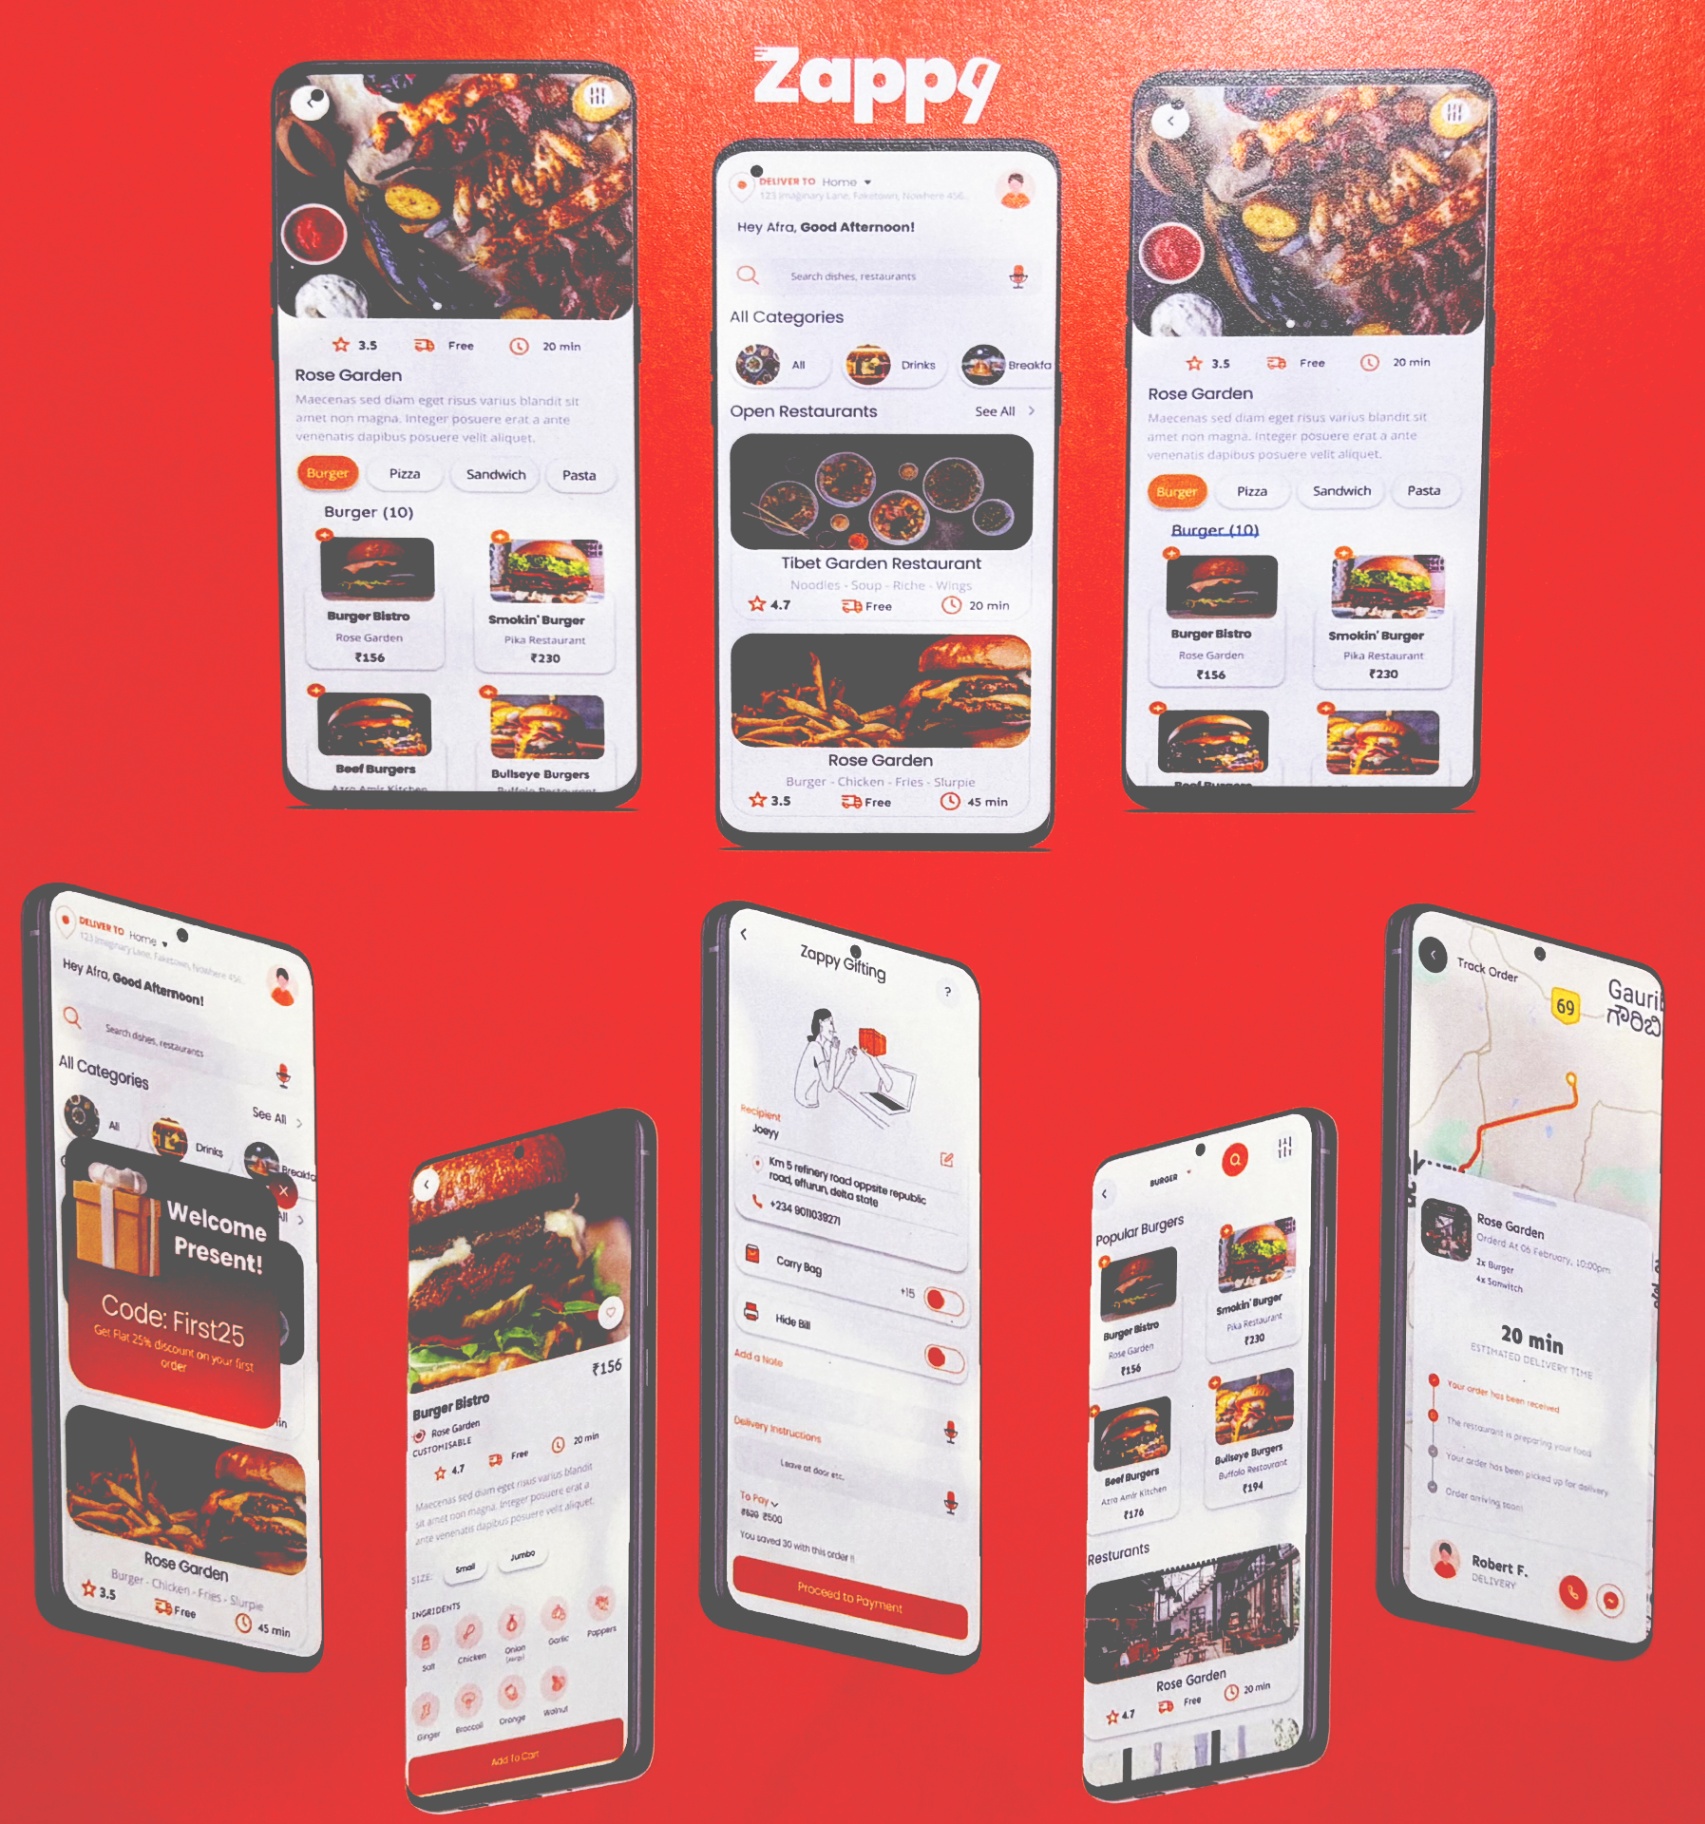 Zappy
3.5 Free 20 min
Rose Garden
Maecenas sed diam eget risus varius blandit sit
amet non magna. Integer posuere erat a ante
venenatis dapibus posuere velit aliquet.
Burger Pizza Sandwich Pasta
Burger (10)
Burger Bistro
Rose Garden
₹156
Smokin' Burger
Pika Restaurant
₹230
Beef Burgers
Azra Amir Kitchen
Bullseye Burgers
Buffalo Restaurant
DELIVER TO Home
123 Imaginary Lane, Faketown, Nowhere 456...
Hey Afra, Good Afternoon!
Search dishes, restaurants
All Categories
All Drinks Breakfa
Open Restaurants See All
Tibet Garden Restaurant
Noodles - Soup - Riche - Wings
4.7 Free 20 min
Rose Garden
Burger - Chicken - Fries - Slurpie
3.5 Free 45 min
3.5 Free 20 min
Rose Garden
Maecenas sed diam eget risus varius blandit sit
amet non magna. Integer posuere erat a ante
venenatis dapibus posuere velit aliquet.
Burger Pizza Sandwich Pasta
Burger (10)
Burger Bistro
Rose Garden
₹156
Smokin' Burger
Pika Restaurant
₹230
Beef Burgers
DELIVER TO Home
123 Imaginary Lane, Faketown, Nowhere 456...
Hey Afra, Good Afternoon!
Search dishes, restaurants
All Categories
See All
All Drinks Breakfa
All
Welcome
Present!
Code: First25
Get Flat 25% discount on your first
order
in
Rose Garden
Burger - Chicken - Fries - Slurpie
3.5 Free 45 min
₹156
Burger Bistro
Rose Garden
CUSTOMISABLE
4.7 Free 20 min
Maecenas sed diam eget risus varius blandit
sit amet non magna. Integer posuere erat a
ante venenatis dapibus posuere velit aliquet.
SIZE: Small Jumbo
INGRIDENTS
Salt Chicken Onion Garlic Pappers
(Alergy)
Ginger Broccoli Orange Walnut
Add To Cart
Zappy Gifting
?
Recipient
Joeyy
Km 5 refinery road oppsite republic
road, effurun, delta state
+234 9011039271
Carry Bag +15
Hide Bill
Add a Note
Delivery Instructions
Leave at door etc.
To Pay
₹530 ₹500
You saved 30 with this order !!
Proceed to Payment
BURGER
Popular Burgers
Burger Bistro
Rose Garden
₹156
Smokin' Burger
Pika Restaurant
₹230
Beef Burgers
Azra Amir Kitchen
₹176
Bullseye Burgers
Buffalo Restaurant
₹194
Resturants
Rose Garden
4.7 Free 20 min
Track Order
69
Gaurib
ಗೌರಿಬಿ
Rose Garden
Orderd At 06 February, 10:00pm
2x Burger
4x Sanwitch
20 min
ESTIMATED DELIVERY TIME
Your order has been received
The restaurant is preparing your food
Your order has been picked up for delivery
Order arriving soon!
Robert F.
DELIVERY